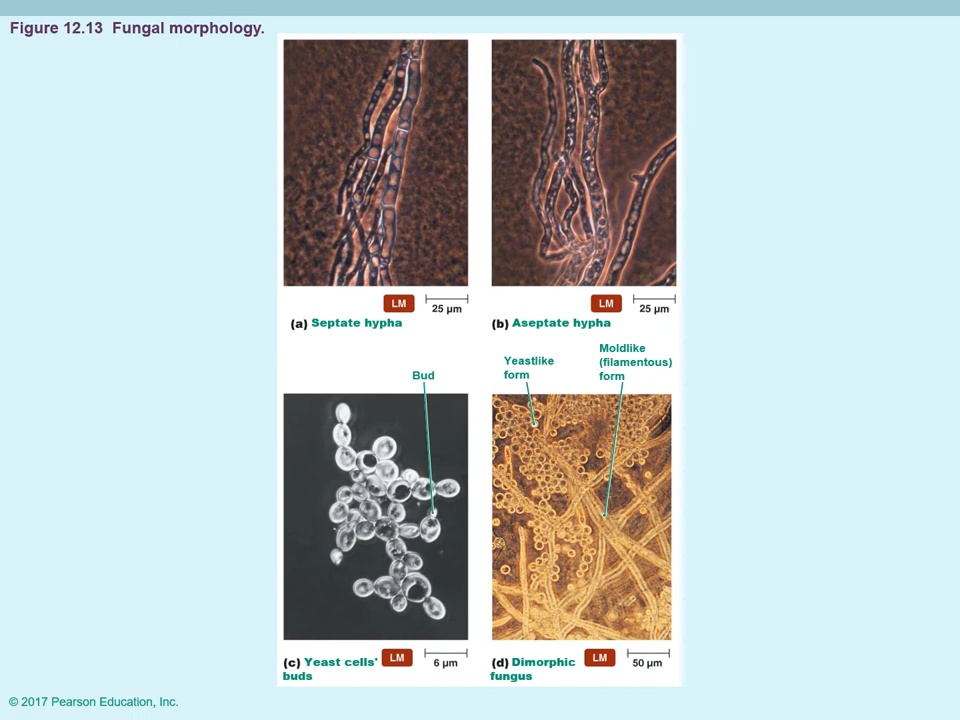 Figure 12.13 Fungal morphology.
LM
25 µm
LM
25 µm
(a) Septate hypha
(b) Aseptate hypha
Bud
Yeastlike
form
Moldlike
(filamentous)
form
(c) Yeast cells'
buds
LM
6 µm
(d) Dimorphic
fungus
LM
50 µm
© 2017 Pearson Education, Inc.